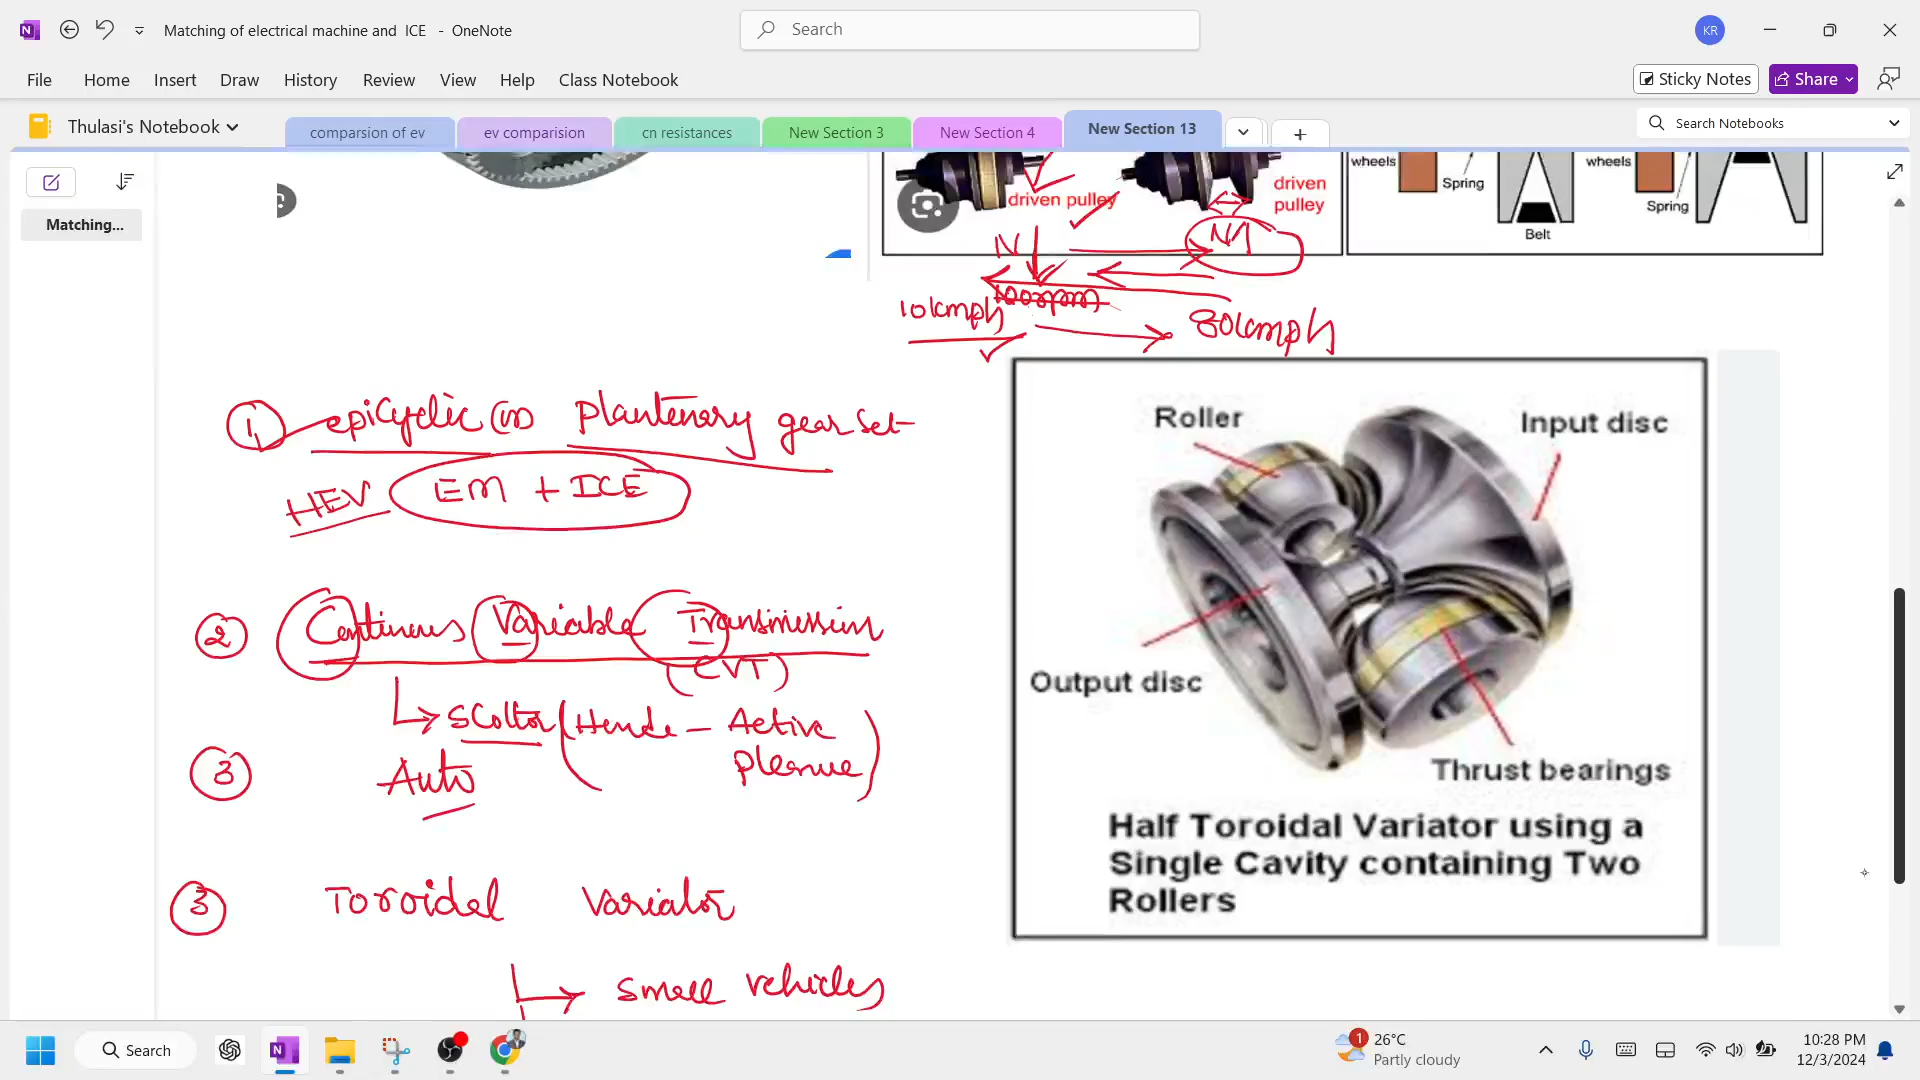 Matching of electrical machine and ICE - OneNote
Search
KR
File Home Insert Draw History Review View Help Class Notebook
Sticky Notes Share
Thulasi's Notebook
comparsion of ev ev comparision cn resistances New Section 3 New Section 4 New Section 13 +
Search Notebooks
Matching...
driven pulley
driven pulley
wheels Spring Belt
wheels Spring
N↓ N↑
100rpm
10kmph 80kmph
1 epicyclic (or) plantenary gear set
HEV EM + ICE
2 Continuous Variable Transmission
(CVT)
Active
3 Auto
3 Toroidal Variator
small vehicles
Roller
Input disc
Output disc
Thrust bearings
Half Toroidal Variator using a
Single Cavity containing Two
Rollers
Search
1
26°C
Partly cloudy
10:28 PM
12/3/2024